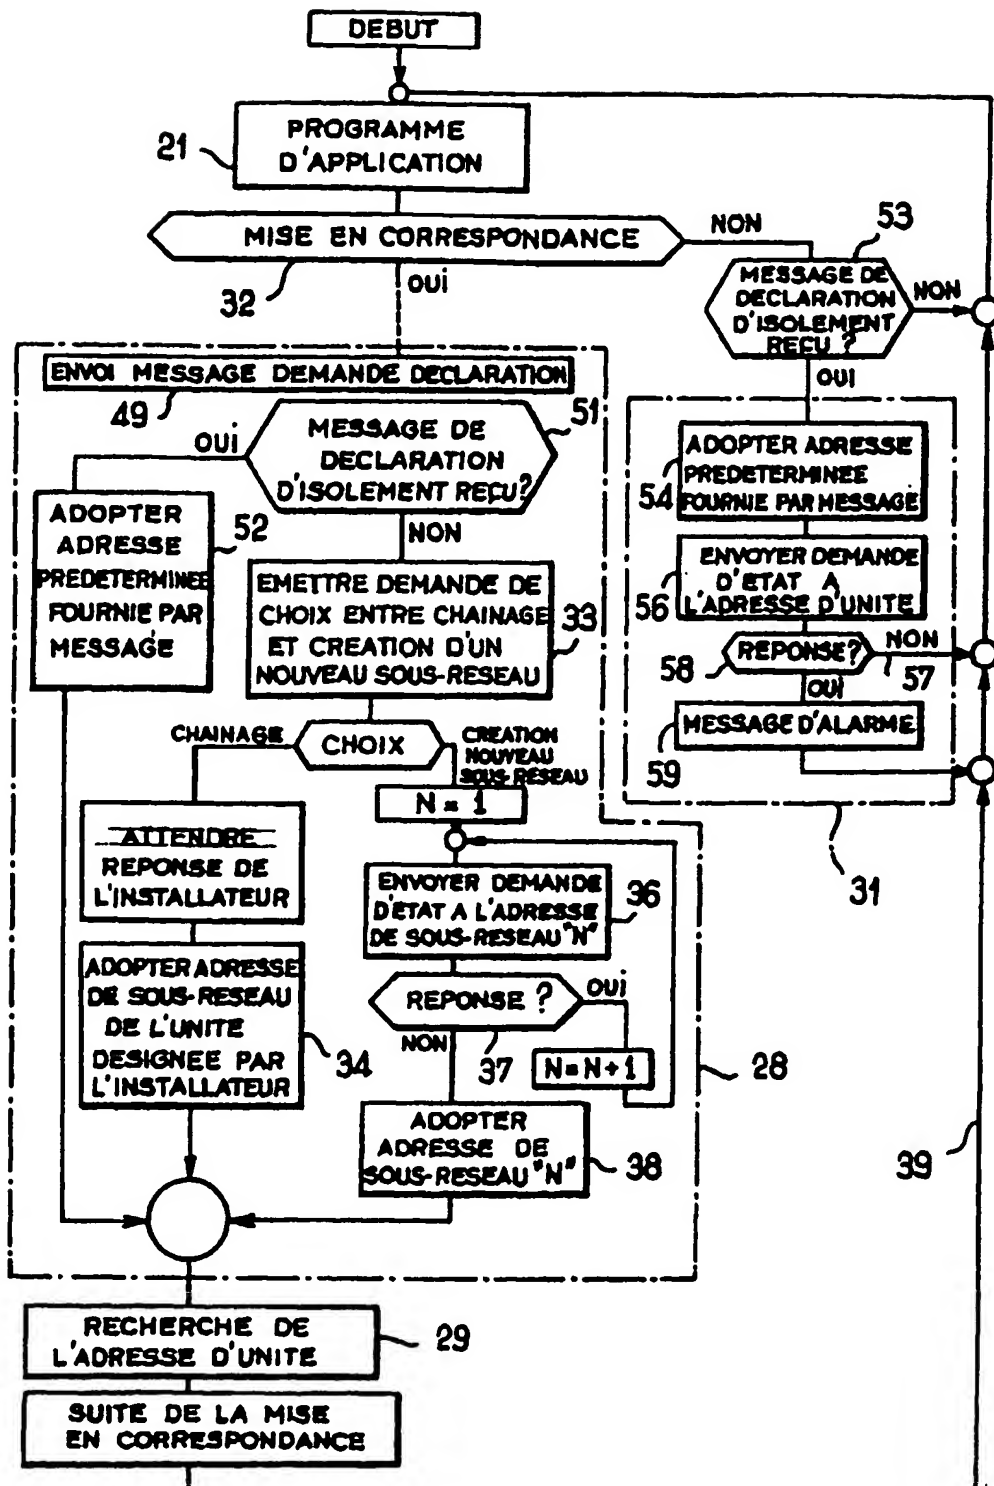 DEBUT
21
PROGRAMME
D'APPLICATION
MISE EN CORRESPONDANCE
NON
32
OUI
53
MESSAGE DE
DECLARATION
D'ISOLEMENT
REÇU ?
NON
OUI
ENVOI MESSAGE DEMANDE DECLARATION
49
51
OUI
MESSAGE DE
DECLARATION
D'ISOLEMENT REÇU ?
NON
52
ADOPTER
ADRESSE
PREDETERMINEE
FOURNIE PAR
MESSAGE
EMETTRE DEMANDE DE
CHOIX ENTRE CHAINAGE
ET CREATION D'UN
NOUVEAU SOUS-RESEAU
33
54
ADOPTER ADRESSE
PREDETERMINEE
FOURNIE PAR MESSAGE
56
ENVOYER DEMANDE
D'ETAT A
L'ADRESSE D'UNITE
58
REPONSE ?
NON
57
OUI
59
MESSAGE D'ALARME
31
CHAINAGE
CHOIX
CREATION
NOUVEAU
SOUS-RESEAU
N = 1
ATTENDRE
REPONSE DE
L'INSTALLATEUR
ENVOYER DEMANDE
D'ETAT A L'ADRESSE
DE SOUS-RESEAU "N"
36
ADOPTER ADRESSE
DE SOUS-RESEAU
DE L'UNITE
DESIGNEE PAR
L'INSTALLATEUR
34
REPONSE ?
OUI
NON
37
N = N + 1
28
ADOPTER
ADRESSE DE
SOUS-RESEAU "N"
38
39
RECHERCHE DE
L'ADRESSE D'UNITE
29
SUITE DE LA MISE
EN CORRESPONDANCE